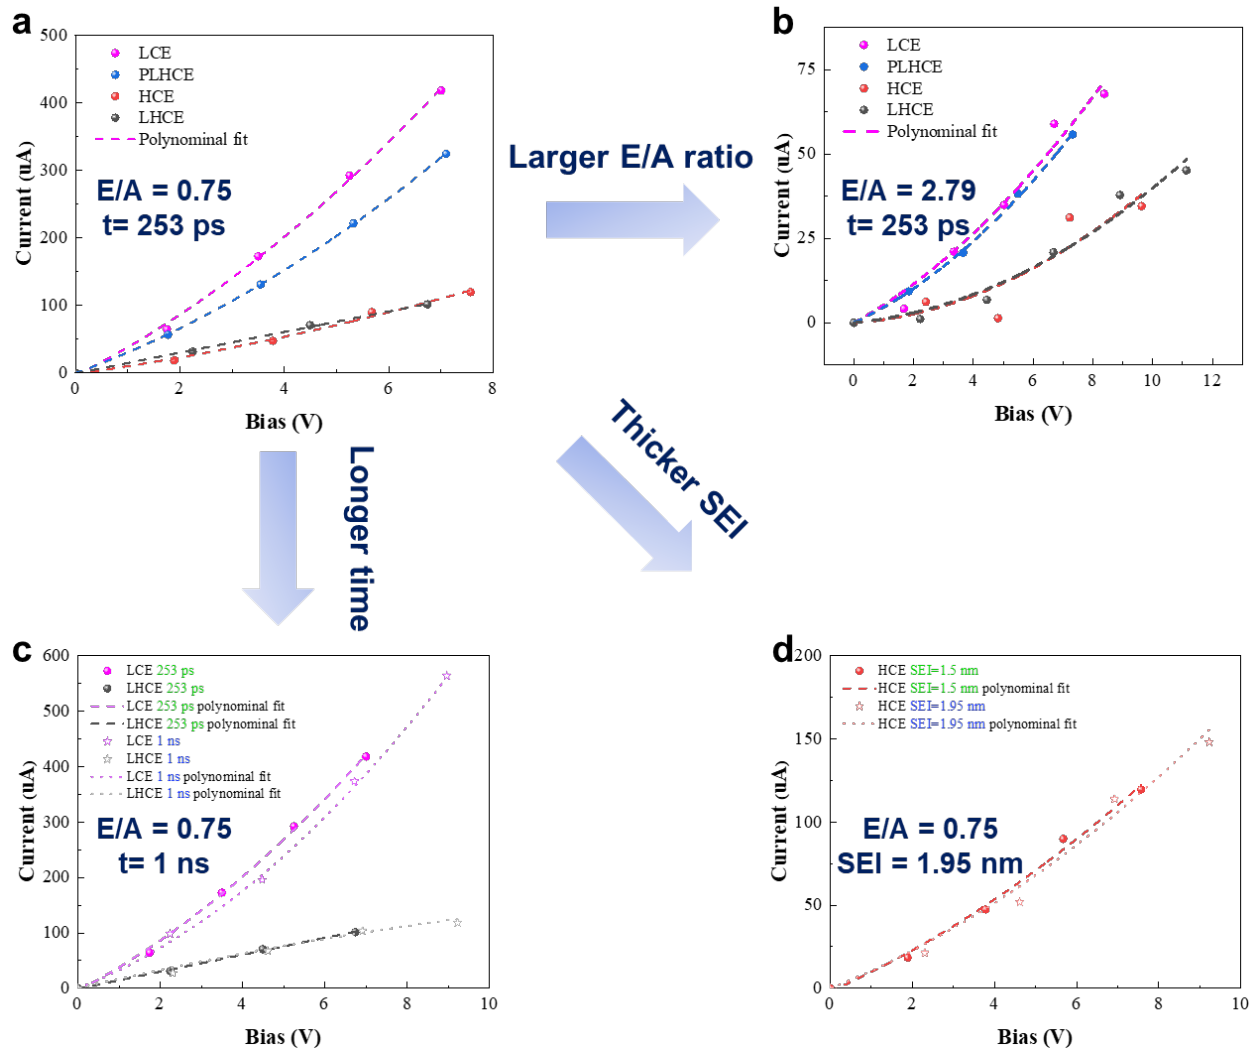 a
500
400
300
200
100
0
0
2
4
6
8
Current (uA)
Bias (V)
LCE
PLHCE
HCE
LHCE
Polynominal fit
E/A = 0.75
t= 253 ps
Larger E/A ratio
b
75
50
25
0
0
2
4
6
8
10
12
Current (uA)
Bias (V)
LCE
PLHCE
HCE
LHCE
Polynominal fit
E/A = 2.79
t= 253 ps
Longer time
Thicker SEI
c
600
500
400
300
200
100
0
0
2
4
6
8
10
Current (uA)
Bias (V)
LCE 253 ps
LHCE 253 ps
LCE 253 ps polynominal fit
LHCE 253 ps polynominal fit
LCE 1 ns
LHCE 1 ns
LCE 1 ns polynominal fit
LHCE 1 ns polynominal fit
E/A = 0.75
t= 1 ns
d
200
150
100
50
0
0
2
4
6
8
10
Current (uA)
Bias (V)
HCE SEI=1.5 nm
HCE SEI=1.5 nm polynominal fit
HCE SEI=1.95 nm
HCE SEI=1.95 nm polynominal fit
E/A = 0.75
SEI = 1.95 nm